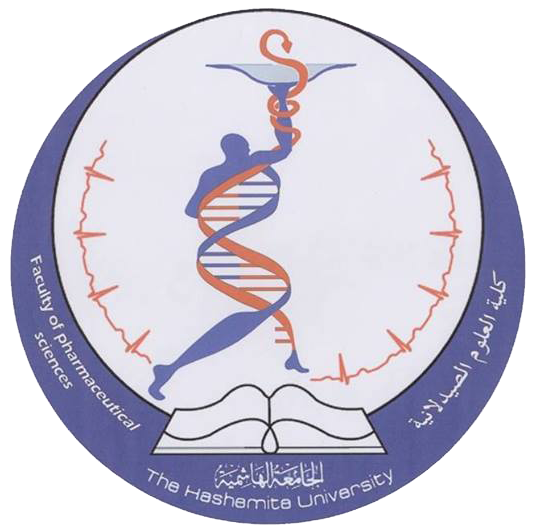 Faculty of pharmaceutical
sciences
كلية العلوم الصيدلانية
الجامعة الهاشمية
The Hashemite University